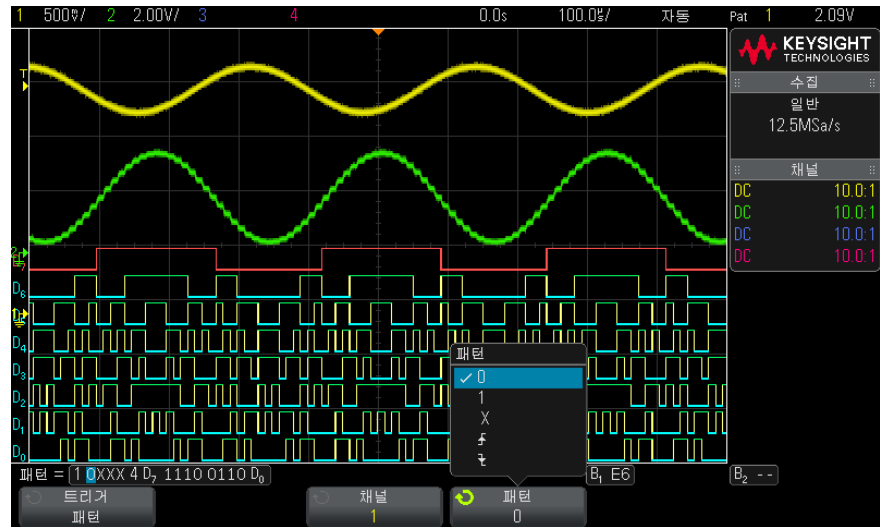 1 500㎷/ 2 2.00V/ 3 4 0.0s 100.0㎲/ 자동 Pat 1 2.09V
KEYSIGHT
TECHNOLOGIES
수집
일반
12.5MSa/s
채널
DC 10.0:1
DC 10.0:1
DC 10.0:1
DC 10.0:1
T
D6
D4
D3
D2
D1
D0
패턴
✓ 0
1
X
패턴 = 1 0XXX 4 D7 1110 0110 D0
B1 E6
B2 --
트리거
패턴
채널
1
패턴
0